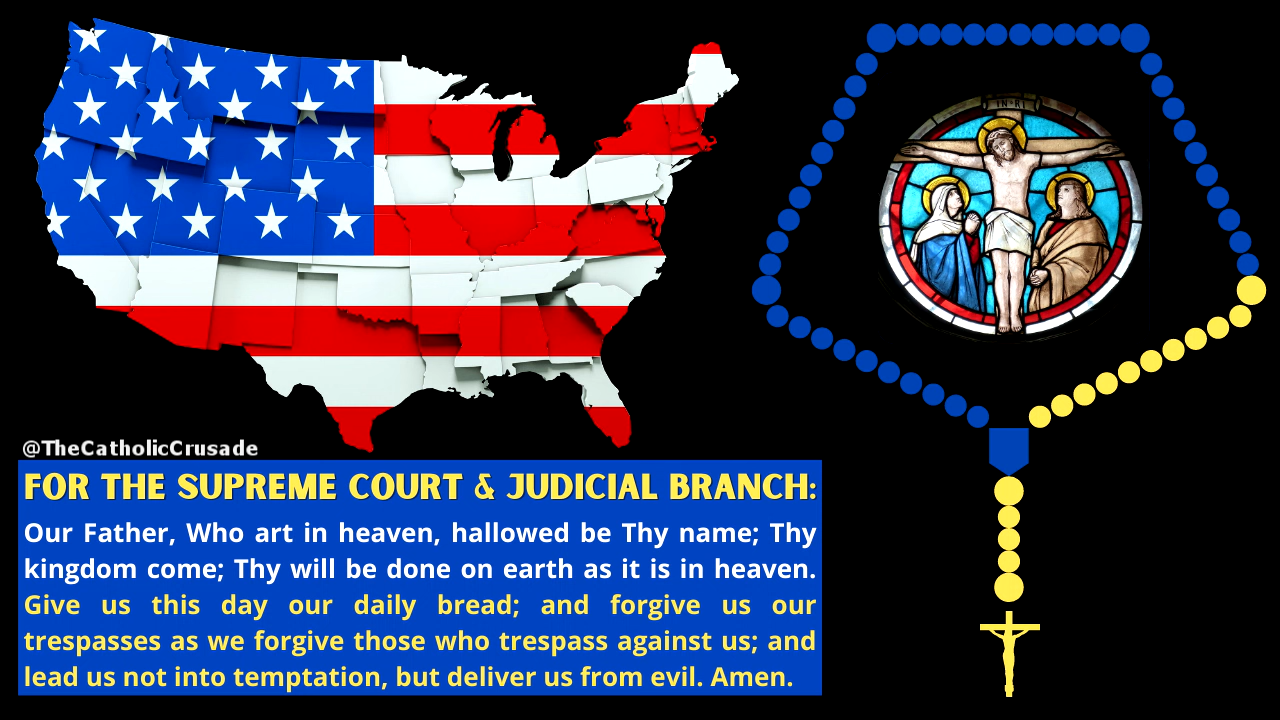 IN·RI
@TheCatholicCrusade
FOR THE SUPREME COURT & JUDICIAL BRANCH:
Our Father, Who art in heaven, hallowed be Thy name; Thy
kingdom come; Thy will be done on earth as it is in heaven.
Give us this day our daily bread; and forgive us our
trespasses as we forgive those who trespass against us; and
lead us not into temptation, but deliver us from evil. Amen.